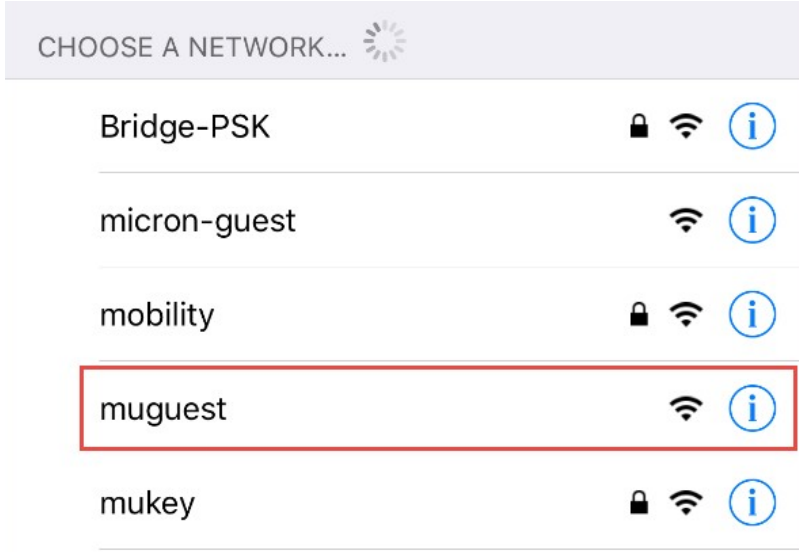 CHOOSE A NETWORK...
Bridge-PSK
micron-guest
mobility
muguest
mukey